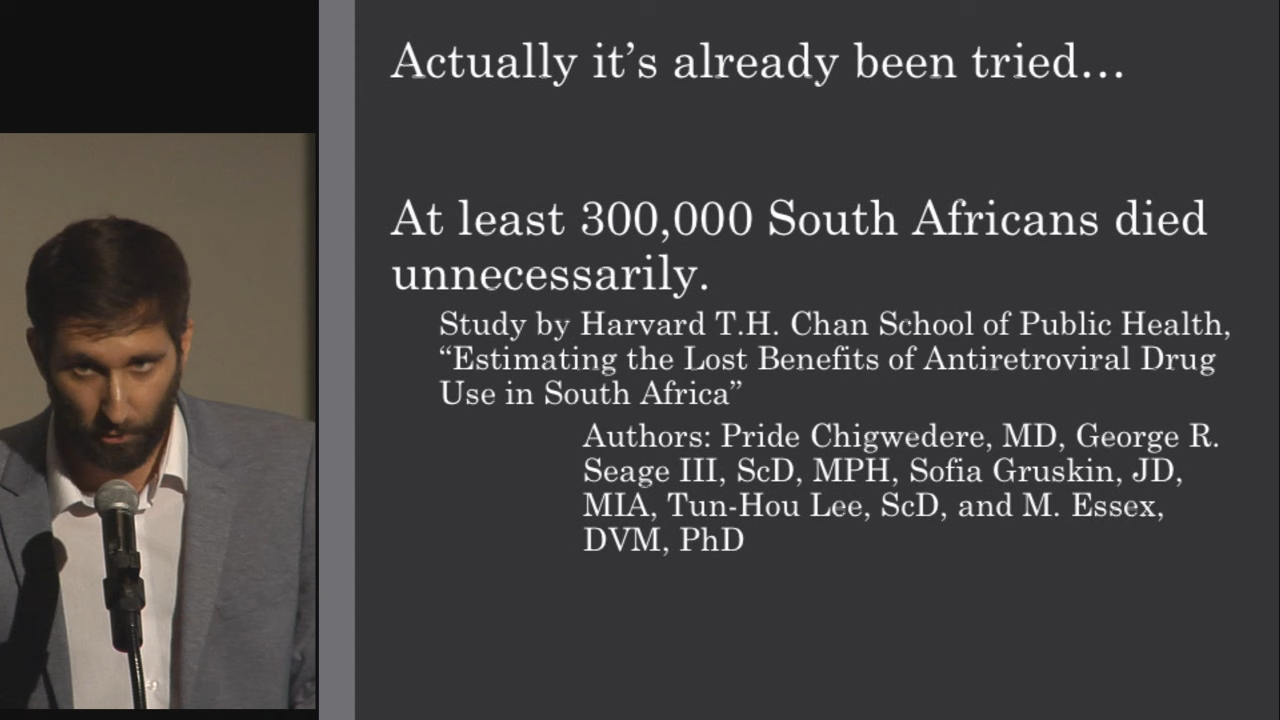 Actually it’s already been tried…
At least 300,000 South Africans died
unnecessarily.
Study by Harvard T.H. Chan School of Public Health,
“Estimating the Lost Benefits of Antiretroviral Drug
Use in South Africa”
Authors: Pride Chigwedere, MD, George R.
Seage III, ScD, MPH, Sofia Gruskin, JD,
MIA, Tun-Hou Lee, ScD, and M. Essex,
DVM, PhD